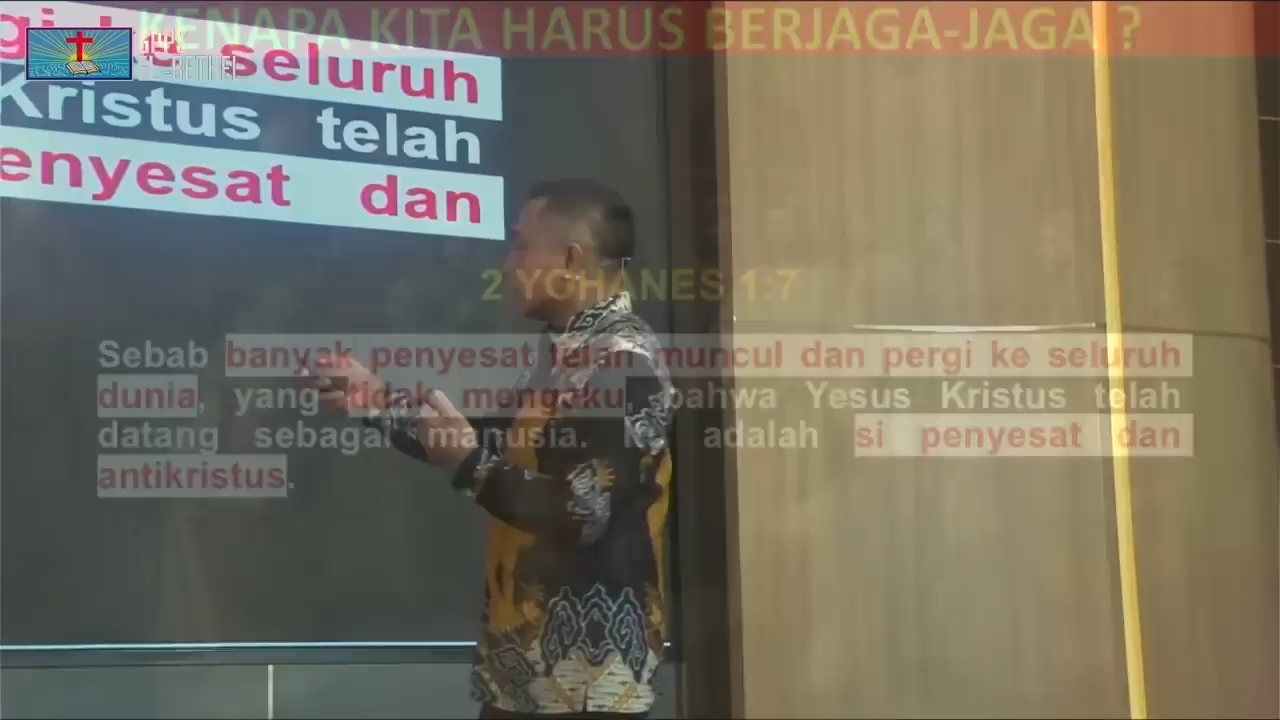 KENAPA KITA HARUS BERJAGA-JAGA ?
seluruh
Kristus telah
enyesat dan
2 YOHANES 1:7
Sebab banyak penyesat telah muncul dan pergi ke seluruh
dunia, yang tidak mengaku bahwa Yesus Kristus telah
datang sebagai manusia. Itu adalah si penyesat dan
antikristus.